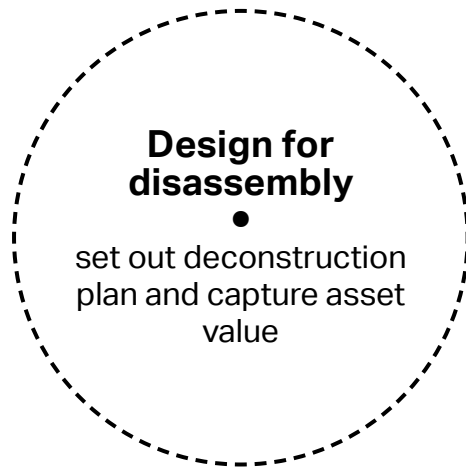 Design for
disassembly
●
set out deconstruction
plan and capture asset
value